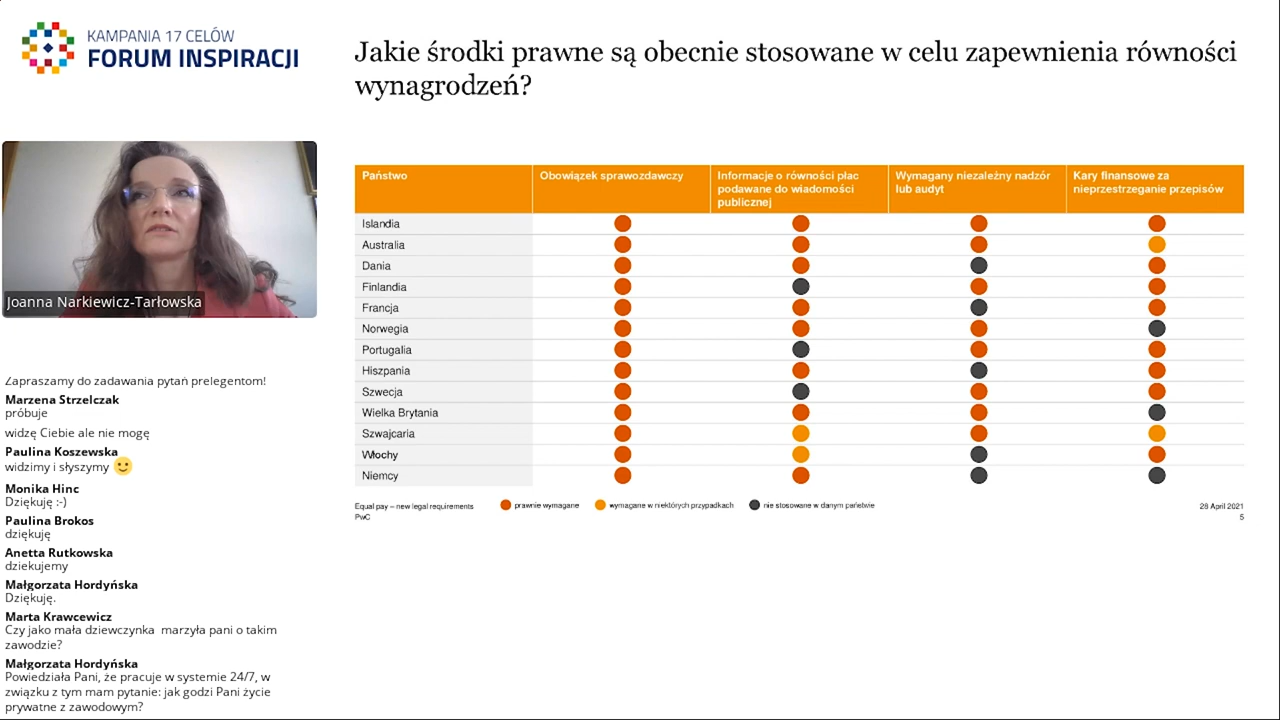 KAMPANIA 17 CELÓW
FORUM INSPIRACJI
Jakie środki prawne są obecnie stosowane w celu zapewnienia równości
wynagrodzeń?
Joanna Narkiewicz-Tarłowska
Zapraszamy do zadawania pytań prelegentom!
Marzena Strzelczak
próbuje
widzę Ciebie ale nie mogę
Paulina Koszewska
widzimy i słyszymy
Monika Hinc
Dziękuję :-)
Paulina Brokos
dziękuję
Anetta Rutkowska
dziekujemy
Małgorzata Hordyńska
Dziękuję.
Marta Krawcewicz
Czy jako mała dziewczynka marzyła pani o takim
zawodzie?
Małgorzata Hordyńska
Powiedziała Pani, że pracuje w systemie 24/7, w
związku z tym mam pytanie: jak godzi Pani życie
prywatne z zawodowym?
Państwo
Obowiązek sprawozdawczy
Informacje o równości płac
podawane do wiadomości
publicznej
Wymagany niezależny nadzór
lub audyt
Kary finansowe za
nieprzestrzeganie przepisów
Islandia
Australia
Dania
Finlandia
Francja
Norwegia
Portugalia
Hiszpania
Szwecja
Wielka Brytania
Szwajcaria
Włochy
Niemcy
Equal pay – new legal requirements
PwC
prawnie wymagane
wymagane w niektórych przypadkach
nie stosowane w danym państwie
28 April 2021
5